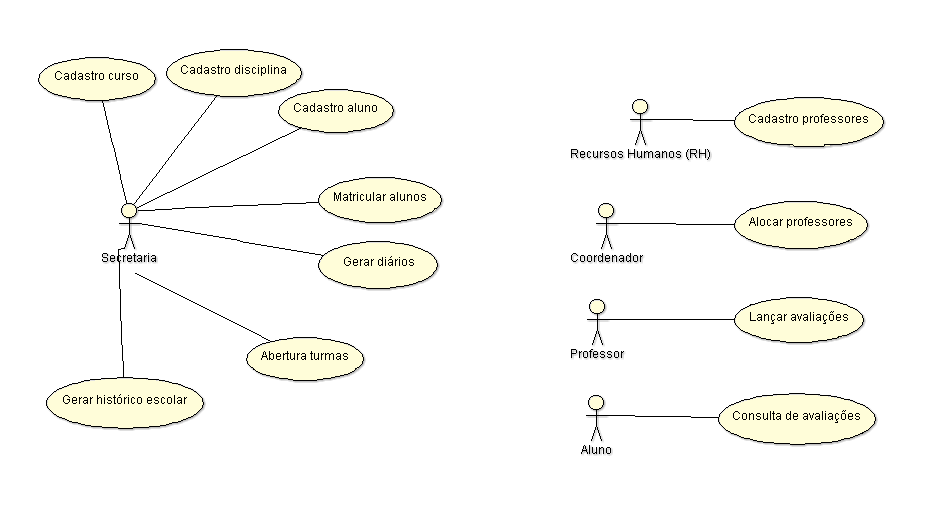 Cadastro curso
Cadastro disciplina
Cadastro aluno
Matricular alunos
Secretaria
Gerar diários
Abertura turmas
Gerar histórico escolar
Recursos Humanos (RH)
Cadastro professores
Coordenador
Alocar professores
Professor
Lançar avaliações
Aluno
Consulta de avaliações